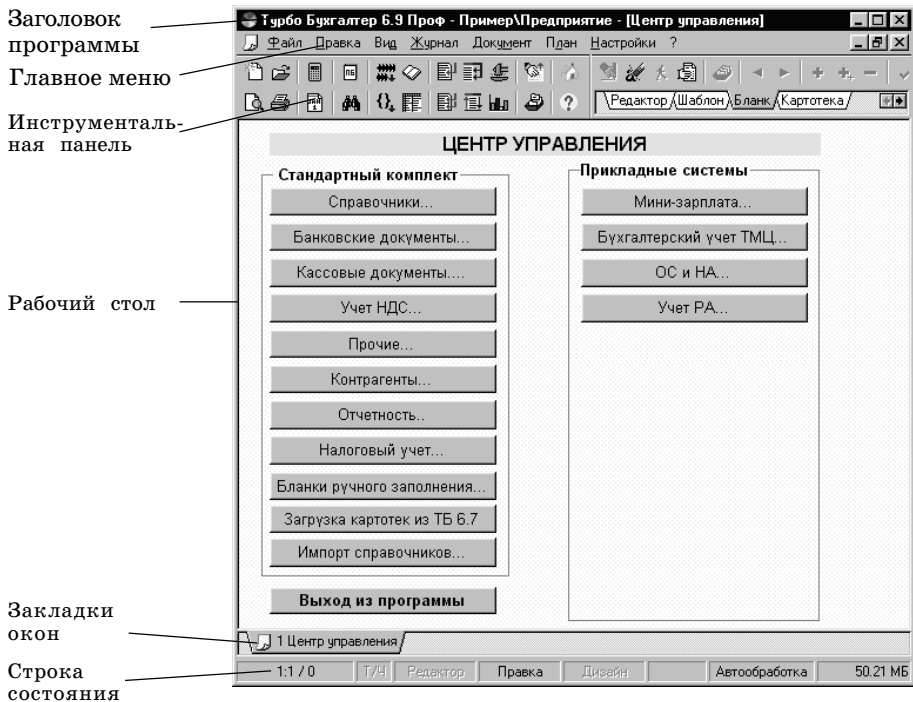 Заголовок
программы
Главное меню
Инструменталь-
ная панель
Рабочий стол
Закладки
окон
Строка
состояния
Турбо Бухгалтер 6.9 Проф - Пример\Предприятие - [Центр управления]
Файл Правка Вид Журнал Документ План Настройки ?
Редактор Шаблон Бланк Картотека
ЦЕНТР УПРАВЛЕНИЯ
Стандартный комплект
Справочники...
Банковские документы...
Кассовые документы....
Учет НДС...
Прочие...
Контрагенты...
Отчетность..
Налоговый учет...
Бланки ручного заполнения...
Загрузка картотек из ТБ 6.7
Импорт справочников...
Выход из программы
Прикладные системы
Мини-зарплата...
Бухгалтерский учет ТМЦ...
ОС и НА...
Учет РА...
1 Центр управления
1:1 / 0 Т/Ч Редактор Правка Дизайн Автообработка 50.21 МБ